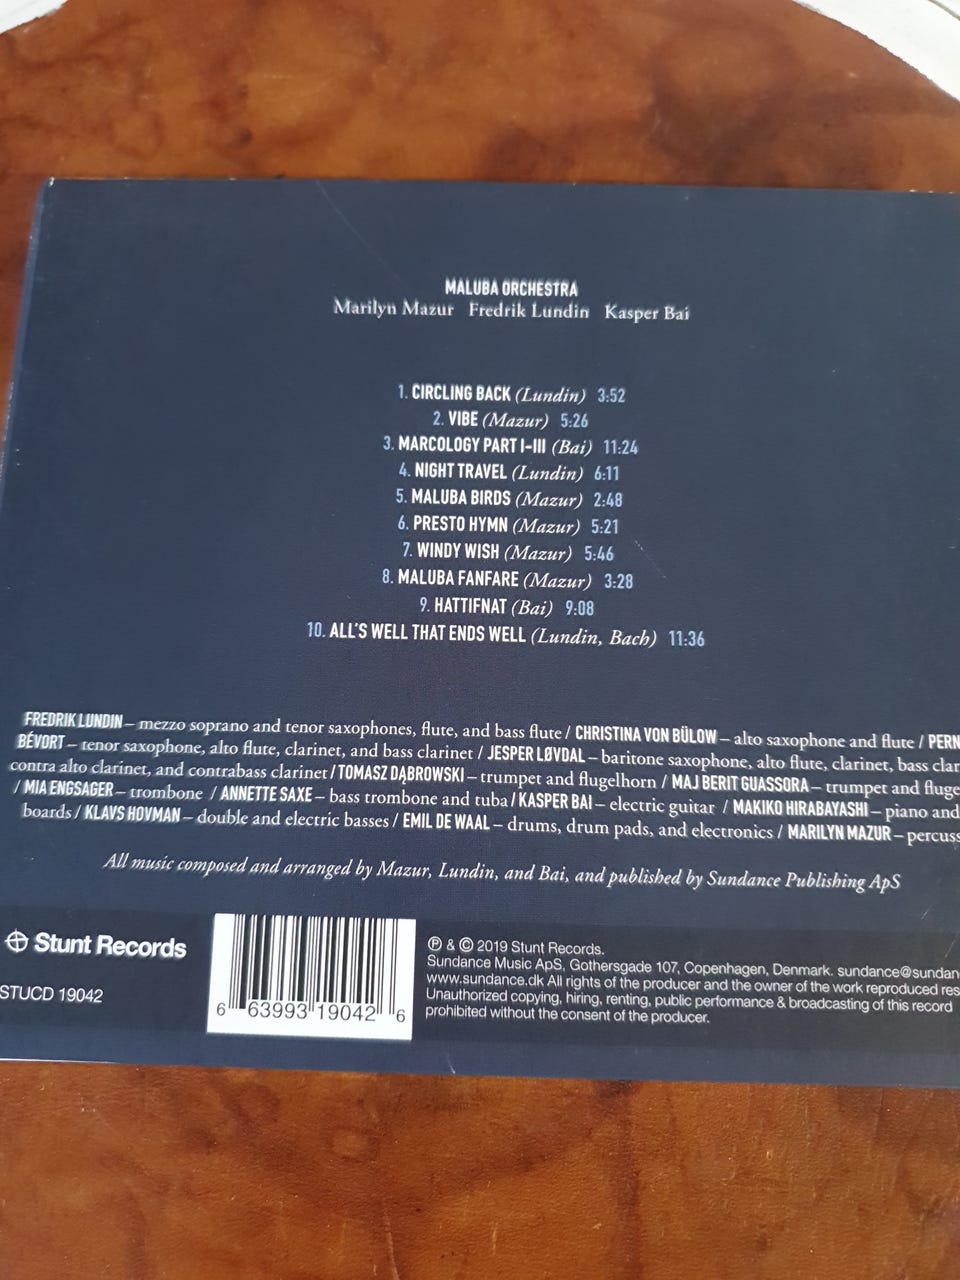 MALUBA ORCHESTRA
Marilyn Mazur Fredrik Lundin Kasper Bai
1. CIRCLING BACK (Lundin) 3:52
2. VIBE (Mazur) 5:26
3. MARCOLOGY PART I-III (Bai) 11:24
4. NIGHT TRAVEL (Lundin) 6:11
5. MALUBA BIRDS (Mazur) 2:48
6. PRESTO HYMN (Mazur) 5:21
7. WINDY WISH (Mazur) 5:46
8. MALUBA FANFARE (Mazur) 3:28
9. HATTIFNAT (Bai) 9:08
10. ALL'S WELL THAT ENDS WELL (Lundin, Bach) 11:36
FREDRIK LUNDIN – mezzo soprano and tenor saxophones, flute, and bass flute / CHRISTINA VON BÜLOW – alto saxophone and flute / PERN
BÉVORT – tenor saxophone, alto flute, clarinet, and bass clarinet / JESPER LØVDAL – baritone saxophone, alto flute, clarinet, bass clar
contra alto clarinet, and contrabass clarinet / TOMASZ DĄBROWSKI – trumpet and flugelhorn / MAJ BERIT GUASSORA – trumpet and fluge
/ MIA ENGSAGER – trombone / ANNETTE SAXE – bass trombone and tuba / KASPER BAI – electric guitar / MAKIKO HIRABAYASHI – piano and
boards / KLAVS HOVMAN – double and electric basses / EMIL DE WAAL – drums, drum pads, and electronics / MARILYN MAZUR – percuss
All music composed and arranged by Mazur, Lundin, and Bai, and published by Sundance Publishing ApS
Stunt Records
STUCD 19042
6 63993 19042 6
℗ & © 2019 Stunt Records.
Sundance Music ApS, Gothersgade 107, Copenhagen, Denmark. sundance@sundan
www.sundance.dk All rights of the producer and the owner of the work reproduced res
Unauthorized copying, hiring, renting, public performance & broadcasting of this record
prohibited without the consent of the producer.